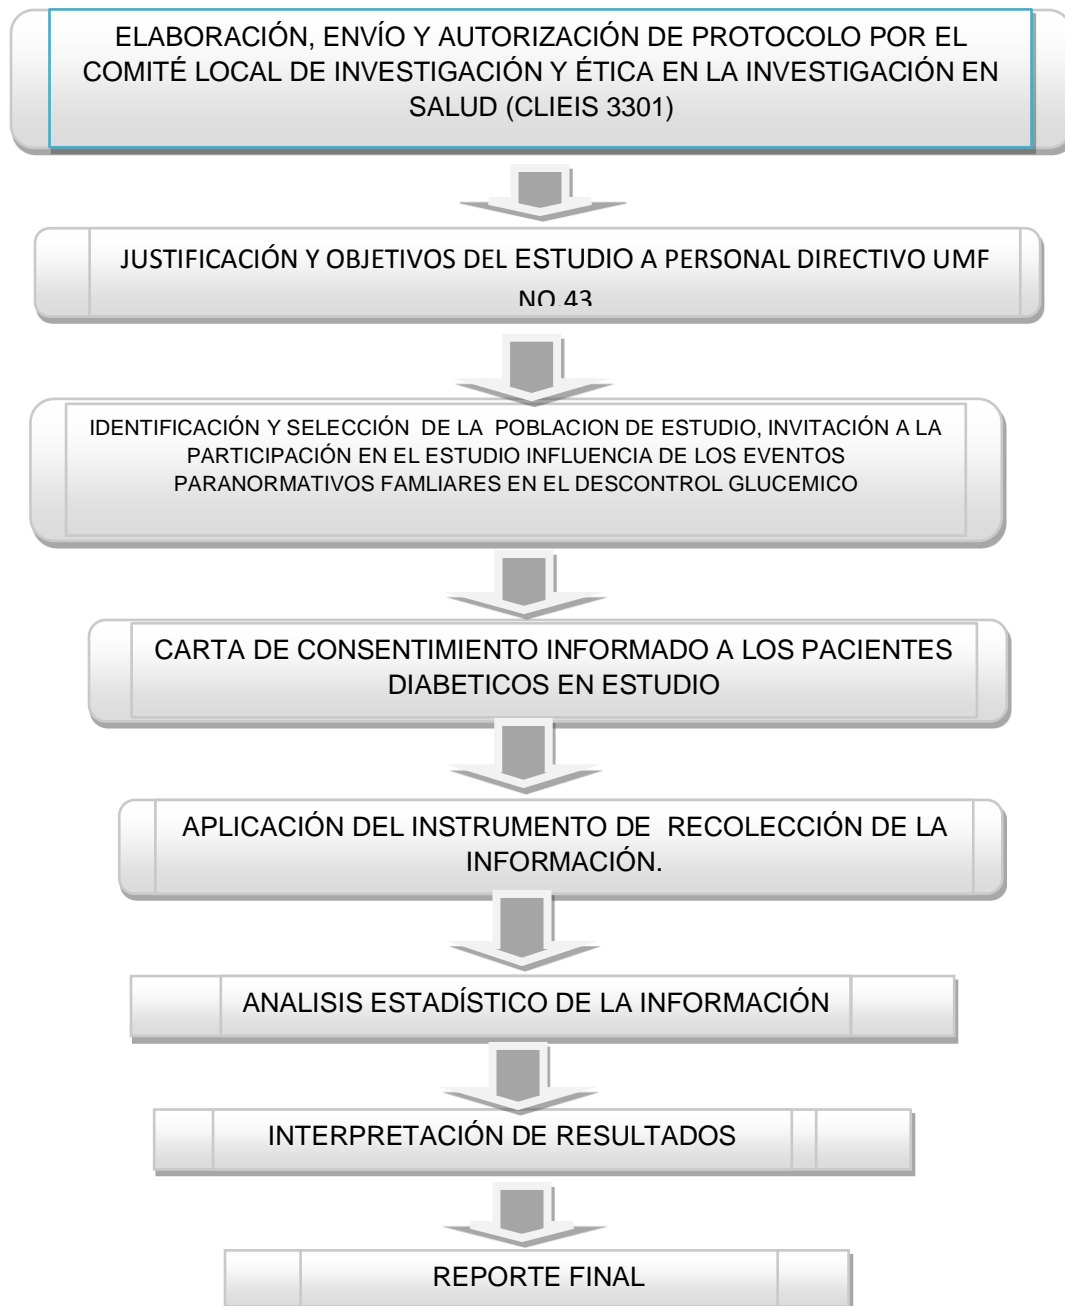 ELABORACIÓN, ENVÍO Y AUTORIZACIÓN DE PROTOCOLO POR EL
COMITÉ LOCAL DE INVESTIGACIÓN Y ÉTICA EN LA INVESTIGACIÓN EN
SALUD (CLIEIS 3301)
JUSTIFICACIÓN Y OBJETIVOS DEL ESTUDIO A PERSONAL DIRECTIVO UMF
NO 43
IDENTIFICACIÓN Y SELECCIÓN DE LA POBLACION DE ESTUDIO, INVITACIÓN A LA
PARTICIPACIÓN EN EL ESTUDIO INFLUENCIA DE LOS EVENTOS
PARANORMATIVOS FAMLIARES EN EL DESCONTROL GLUCEMICO
CARTA DE CONSENTIMIENTO INFORMADO A LOS PACIENTES
DIABETICOS EN ESTUDIO
APLICACIÓN DEL INSTRUMENTO DE RECOLECCIÓN DE LA
INFORMACIÓN.
ANALISIS ESTADÍSTICO DE LA INFORMACIÓN
INTERPRETACIÓN DE RESULTADOS
REPORTE FINAL